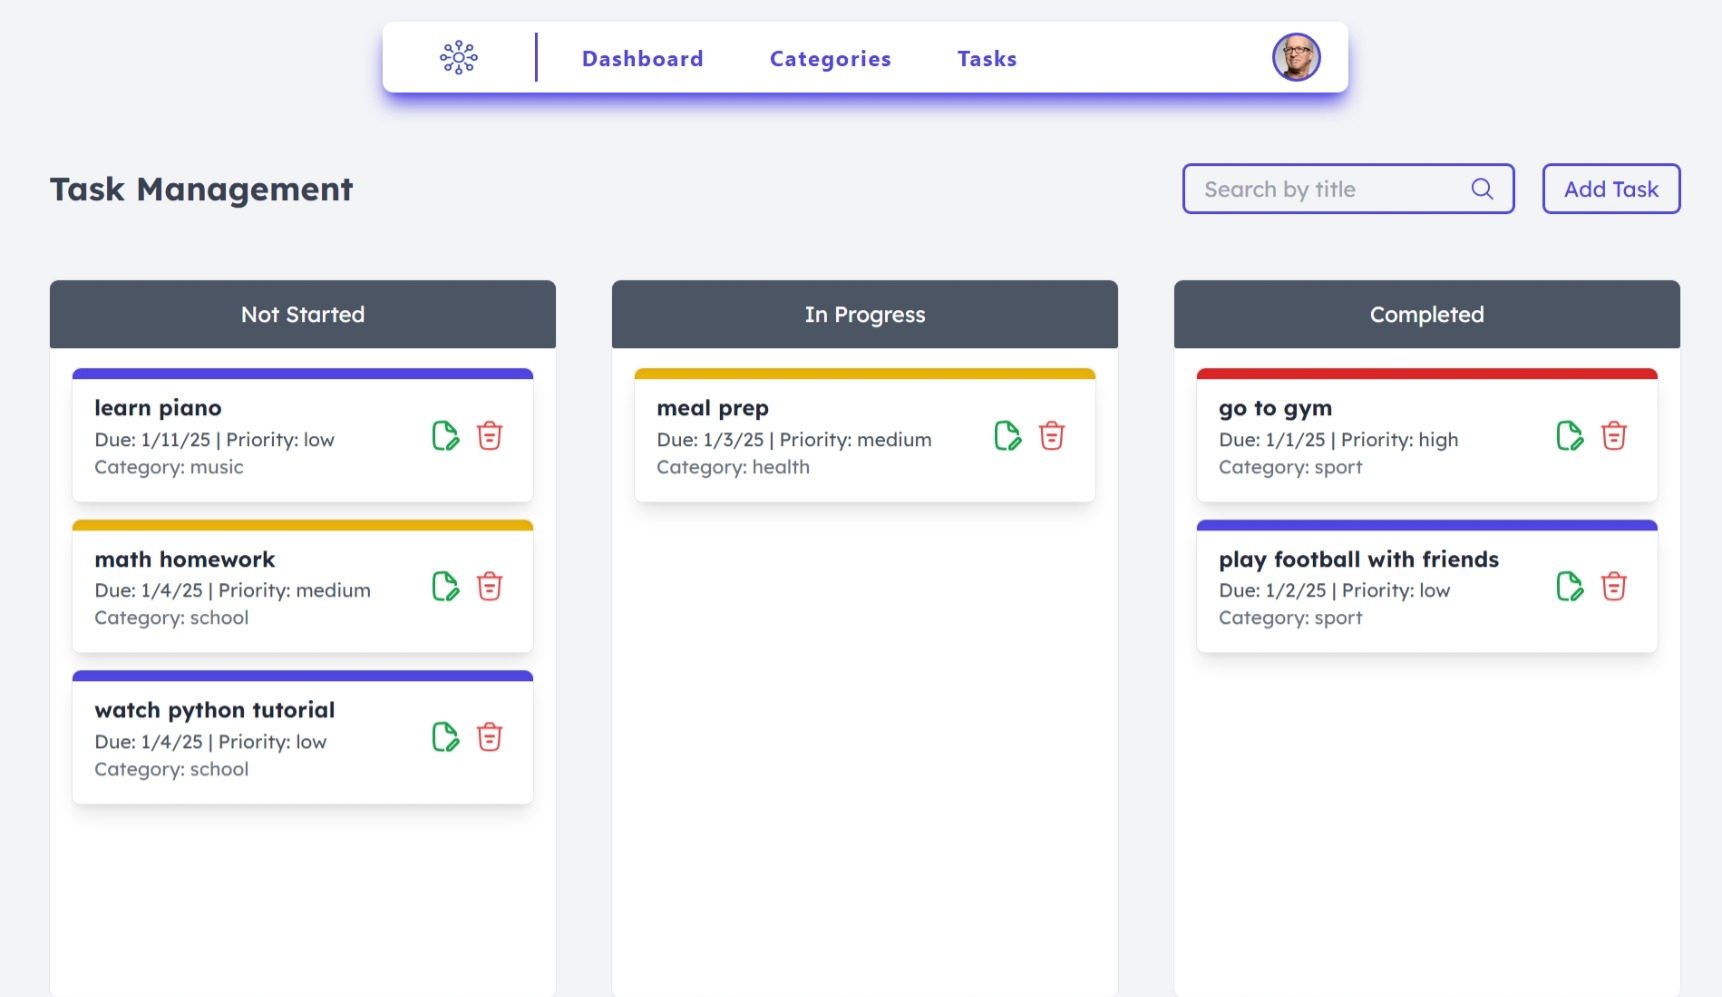 Dashboard
Categories
Tasks
Task Management
Search by title
Add Task
Not Started
learn piano
Due: 1/11/25 | Priority: low
Category: music
math homework
Due: 1/4/25 | Priority: medium
Category: school
watch python tutorial
Due: 1/4/25 | Priority: low
Category: school
In Progress
meal prep
Due: 1/3/25 | Priority: medium
Category: health
Completed
go to gym
Due: 1/1/25 | Priority: high
Category: sport
play football with friends
Due: 1/2/25 | Priority: low
Category: sport